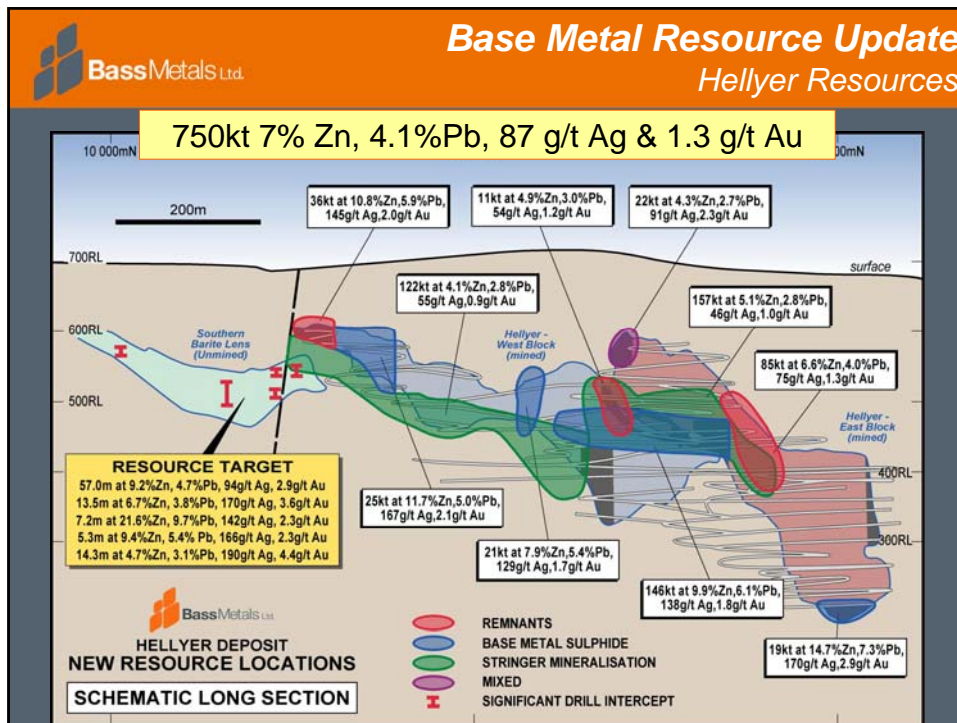 BassMetals Ltd.
Base Metal Resource Update
Hellyer Resources
750kt 7% Zn, 4.1%Pb, 87 g/t Ag & 1.3 g/t Au
10 000mN
00mN
200m
36kt at 10.8%Zn,5.9%Pb,
145g/t Ag,2.0g/t Au
11kt at 4.9%Zn,3.0%Pb,
54g/t Ag,1.2g/t Au
22kt at 4.3%Zn,2.7%Pb,
91g/t Ag,2.3g/t Au
700RL
surface
122kt at 4.1%Zn,2.8%Pb,
55g/t Ag,0.9g/t Au
157kt at 5.1%Zn,2.8%Pb,
46g/t Ag,1.0g/t Au
600RL
Southern
Barite Lens
(Unmined)
Hellyer -
West Block
(mined)
85kt at 6.6%Zn,4.0%Pb,
75g/t Ag,1.3g/t Au
500RL
Hellyer -
East Block
(mined)
400RL
RESOURCE TARGET
57.0m at 9.2%Zn, 4.7%Pb, 94g/t Ag, 2.9g/t Au
13.5m at 6.7%Zn, 3.8%Pb, 170g/t Ag, 3.6g/t Au
7.2m at 21.6%Zn, 9.7%Pb, 142g/t Ag, 2.3g/t Au
5.3m at 9.4%Zn, 5.4% Pb, 166g/t Ag, 2.3g/t Au
14.3m at 4.7%Zn, 3.1%Pb, 190g/t Ag, 4.4g/t Au
25kt at 11.7%Zn,5.0%Pb,
167g/t Ag,2.1g/t Au
300RL
21kt at 7.9%Zn,5.4%Pb,
129g/t Ag,1.7g/t Au
146kt at 9.9%Zn,6.1%Pb,
138g/t Ag,1.8g/t Au
19kt at 14.7%Zn,7.3%Pb,
170g/t Ag,2.9g/t Au
BassMetals Ltd.
HELLYER DEPOSIT
NEW RESOURCE LOCATIONS
SCHEMATIC LONG SECTION
REMNANTS
BASE METAL SULPHIDE
STRINGER MINERALISATION
MIXED
SIGNIFICANT DRILL INTERCEPT